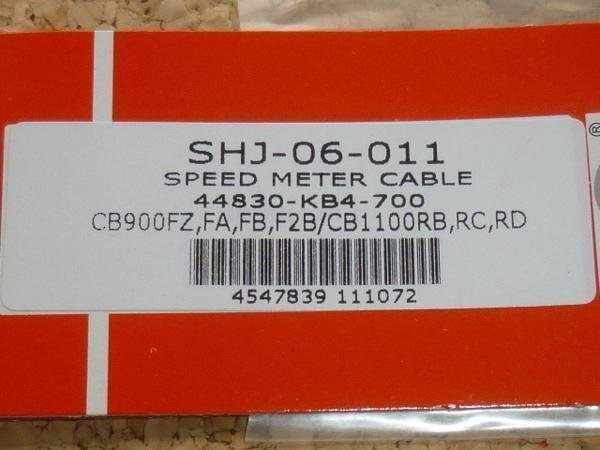 SHJ-06-011
SPEED METER CABLE
44830-KB4-700
CB900FZ,FA,FB,F2B/CB1100RB,RC,RD
4547839 111072
®